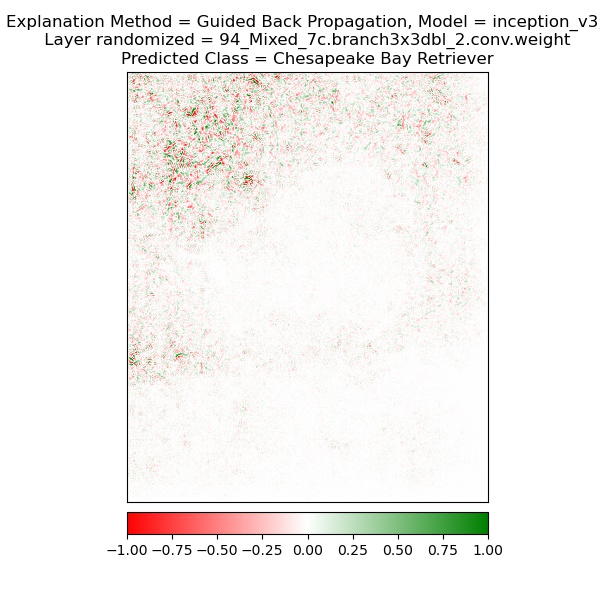 Explanation Method = Guided Back Propagation, Model = inception_v3
Layer randomized = 94_Mixed_7c.branch3x3dbl_2.conv.weight
Predicted Class = Chesapeake Bay Retriever
−1.00 −0.75 −0.50 −0.25 0.00 0.25 0.50 0.75 1.00